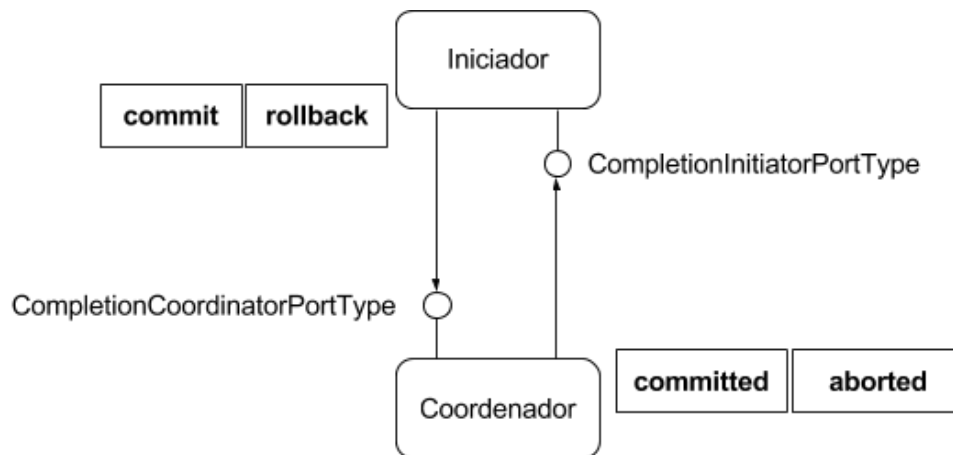 Iniciador
commit
rollback
CompletionInitiatorPortType
CompletionCoordinatorPortType
committed
aborted
Coordenador